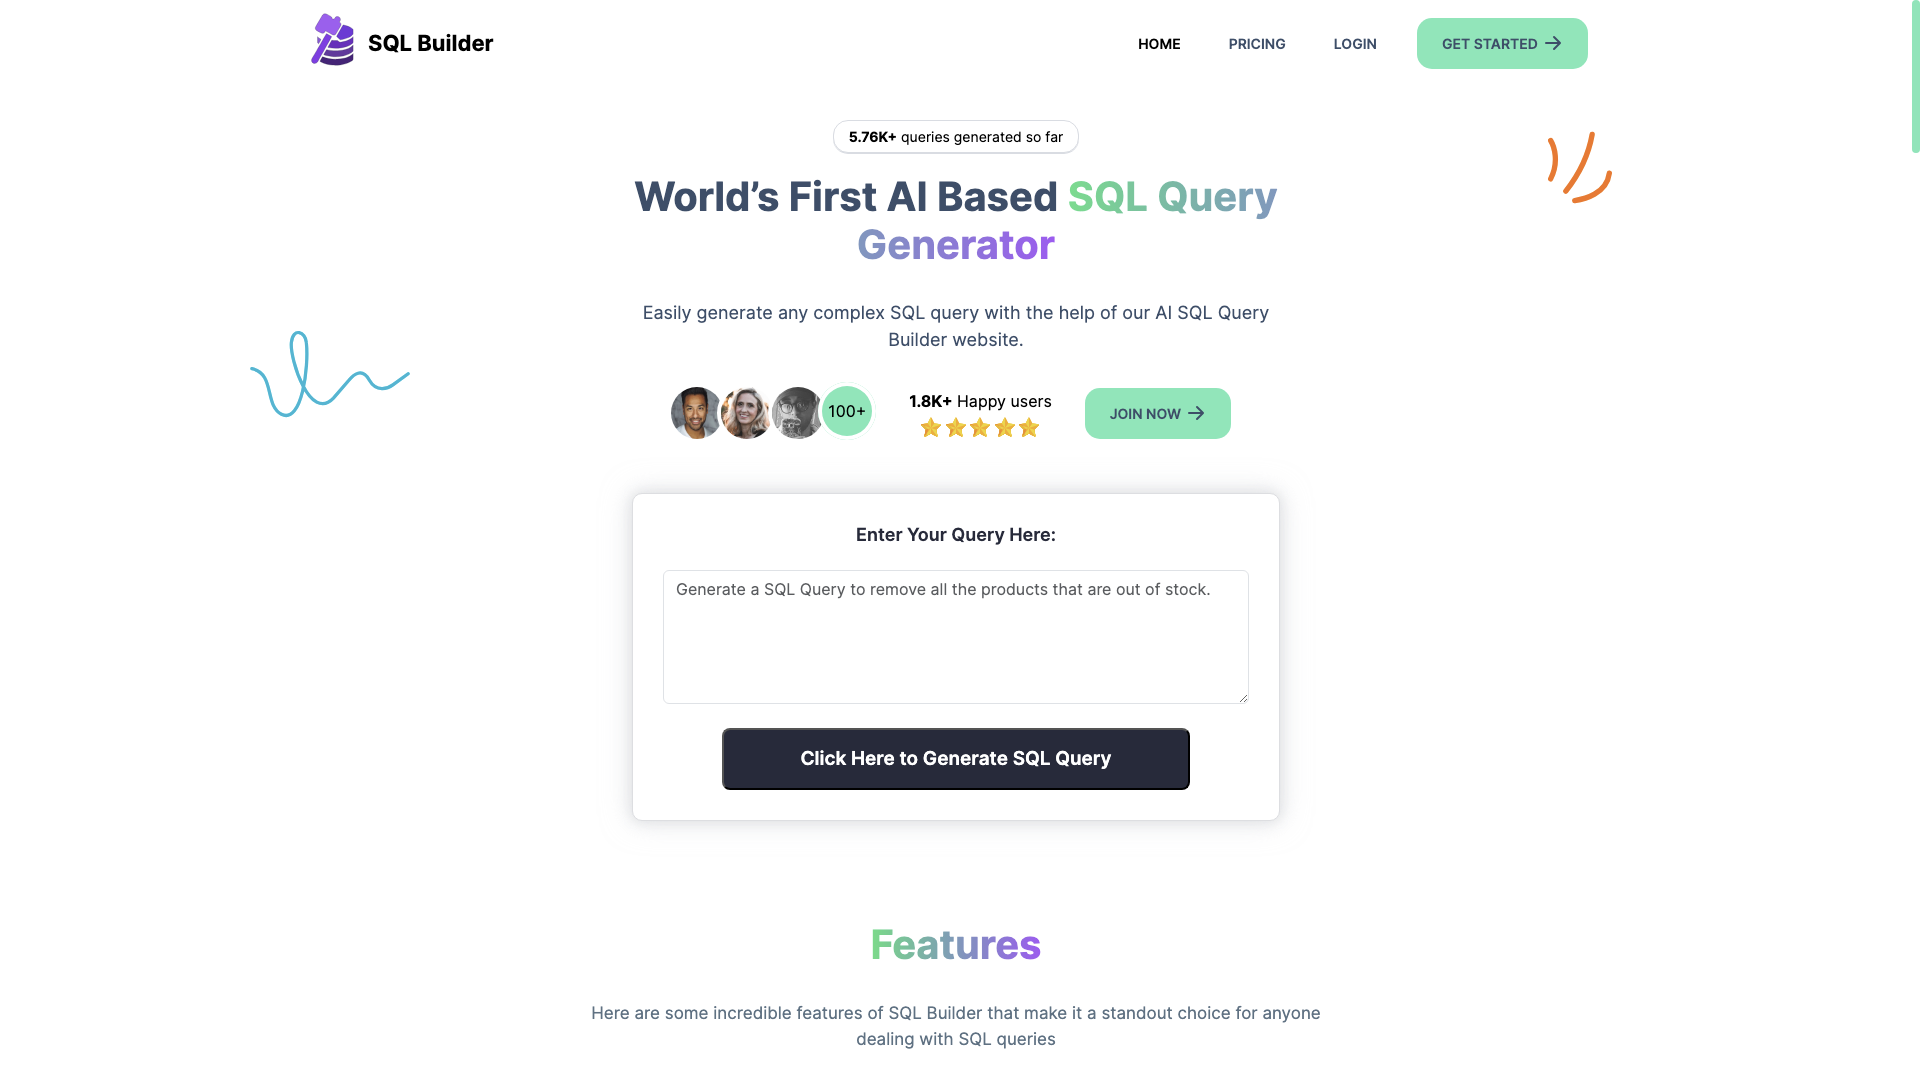 SQL Builder
HOME
PRICING
LOGIN
GET STARTED
5.76K+ queries generated so far
World’s First AI Based SQL Query
Generator
Easily generate any complex SQL query with the help of our AI SQL Query
Builder website.
100+
1.8K+ Happy users
JOIN NOW
Enter Your Query Here:
Generate a SQL Query to remove all the products that are out of stock.
Click Here to Generate SQL Query
Features
Here are some incredible features of SQL Builder that make it a standout choice for anyone
dealing with SQL queries